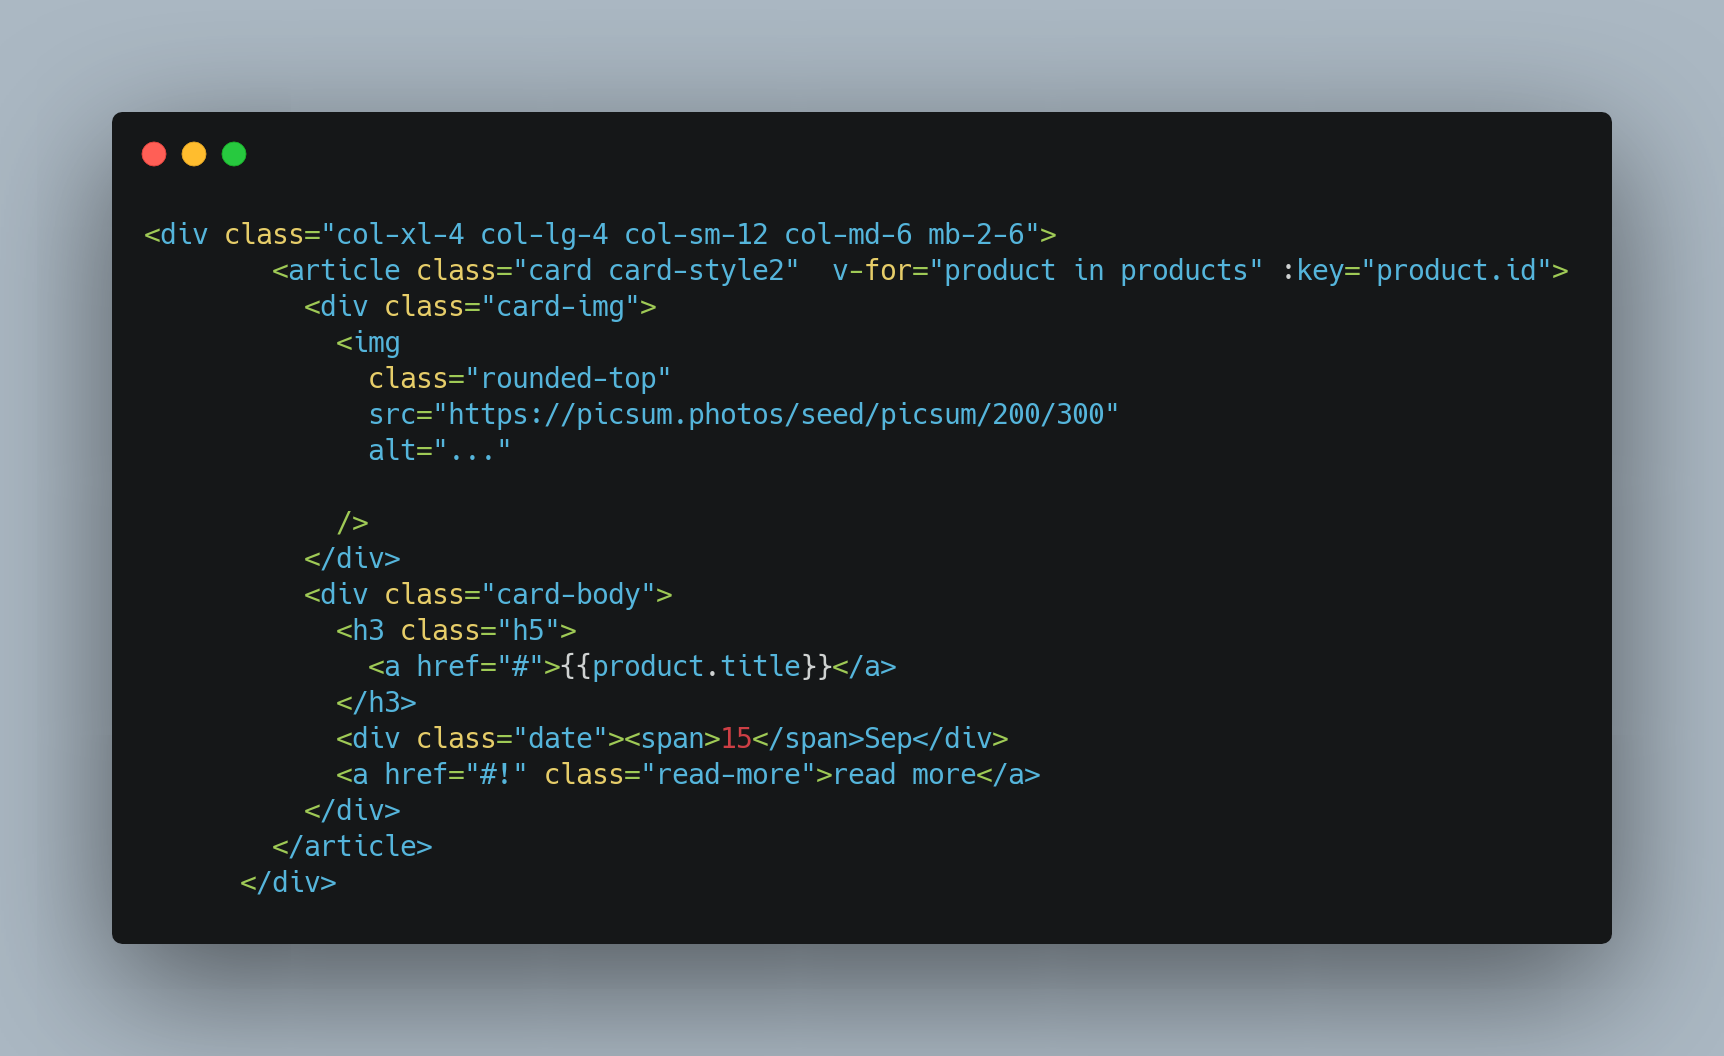 <div class="col-xl-4 col-lg-4 col-sm-12 col-md-6 mb-2-6">
        <article class="card card-style2"  v-for="product in products" :key="product.id">
          <div class="card-img">
            <img
              class="rounded-top"
              src="https://picsum.photos/seed/picsum/200/300"
              alt="..."

            />
          </div>
          <div class="card-body">
            <h3 class="h5">
              <a href="#">{{product.title}}</a>
            </h3>
            <div class="date"><span>15</span>Sep</div>
            <a href="#!" class="read-more">read more</a>
          </div>
        </article>
      </div>